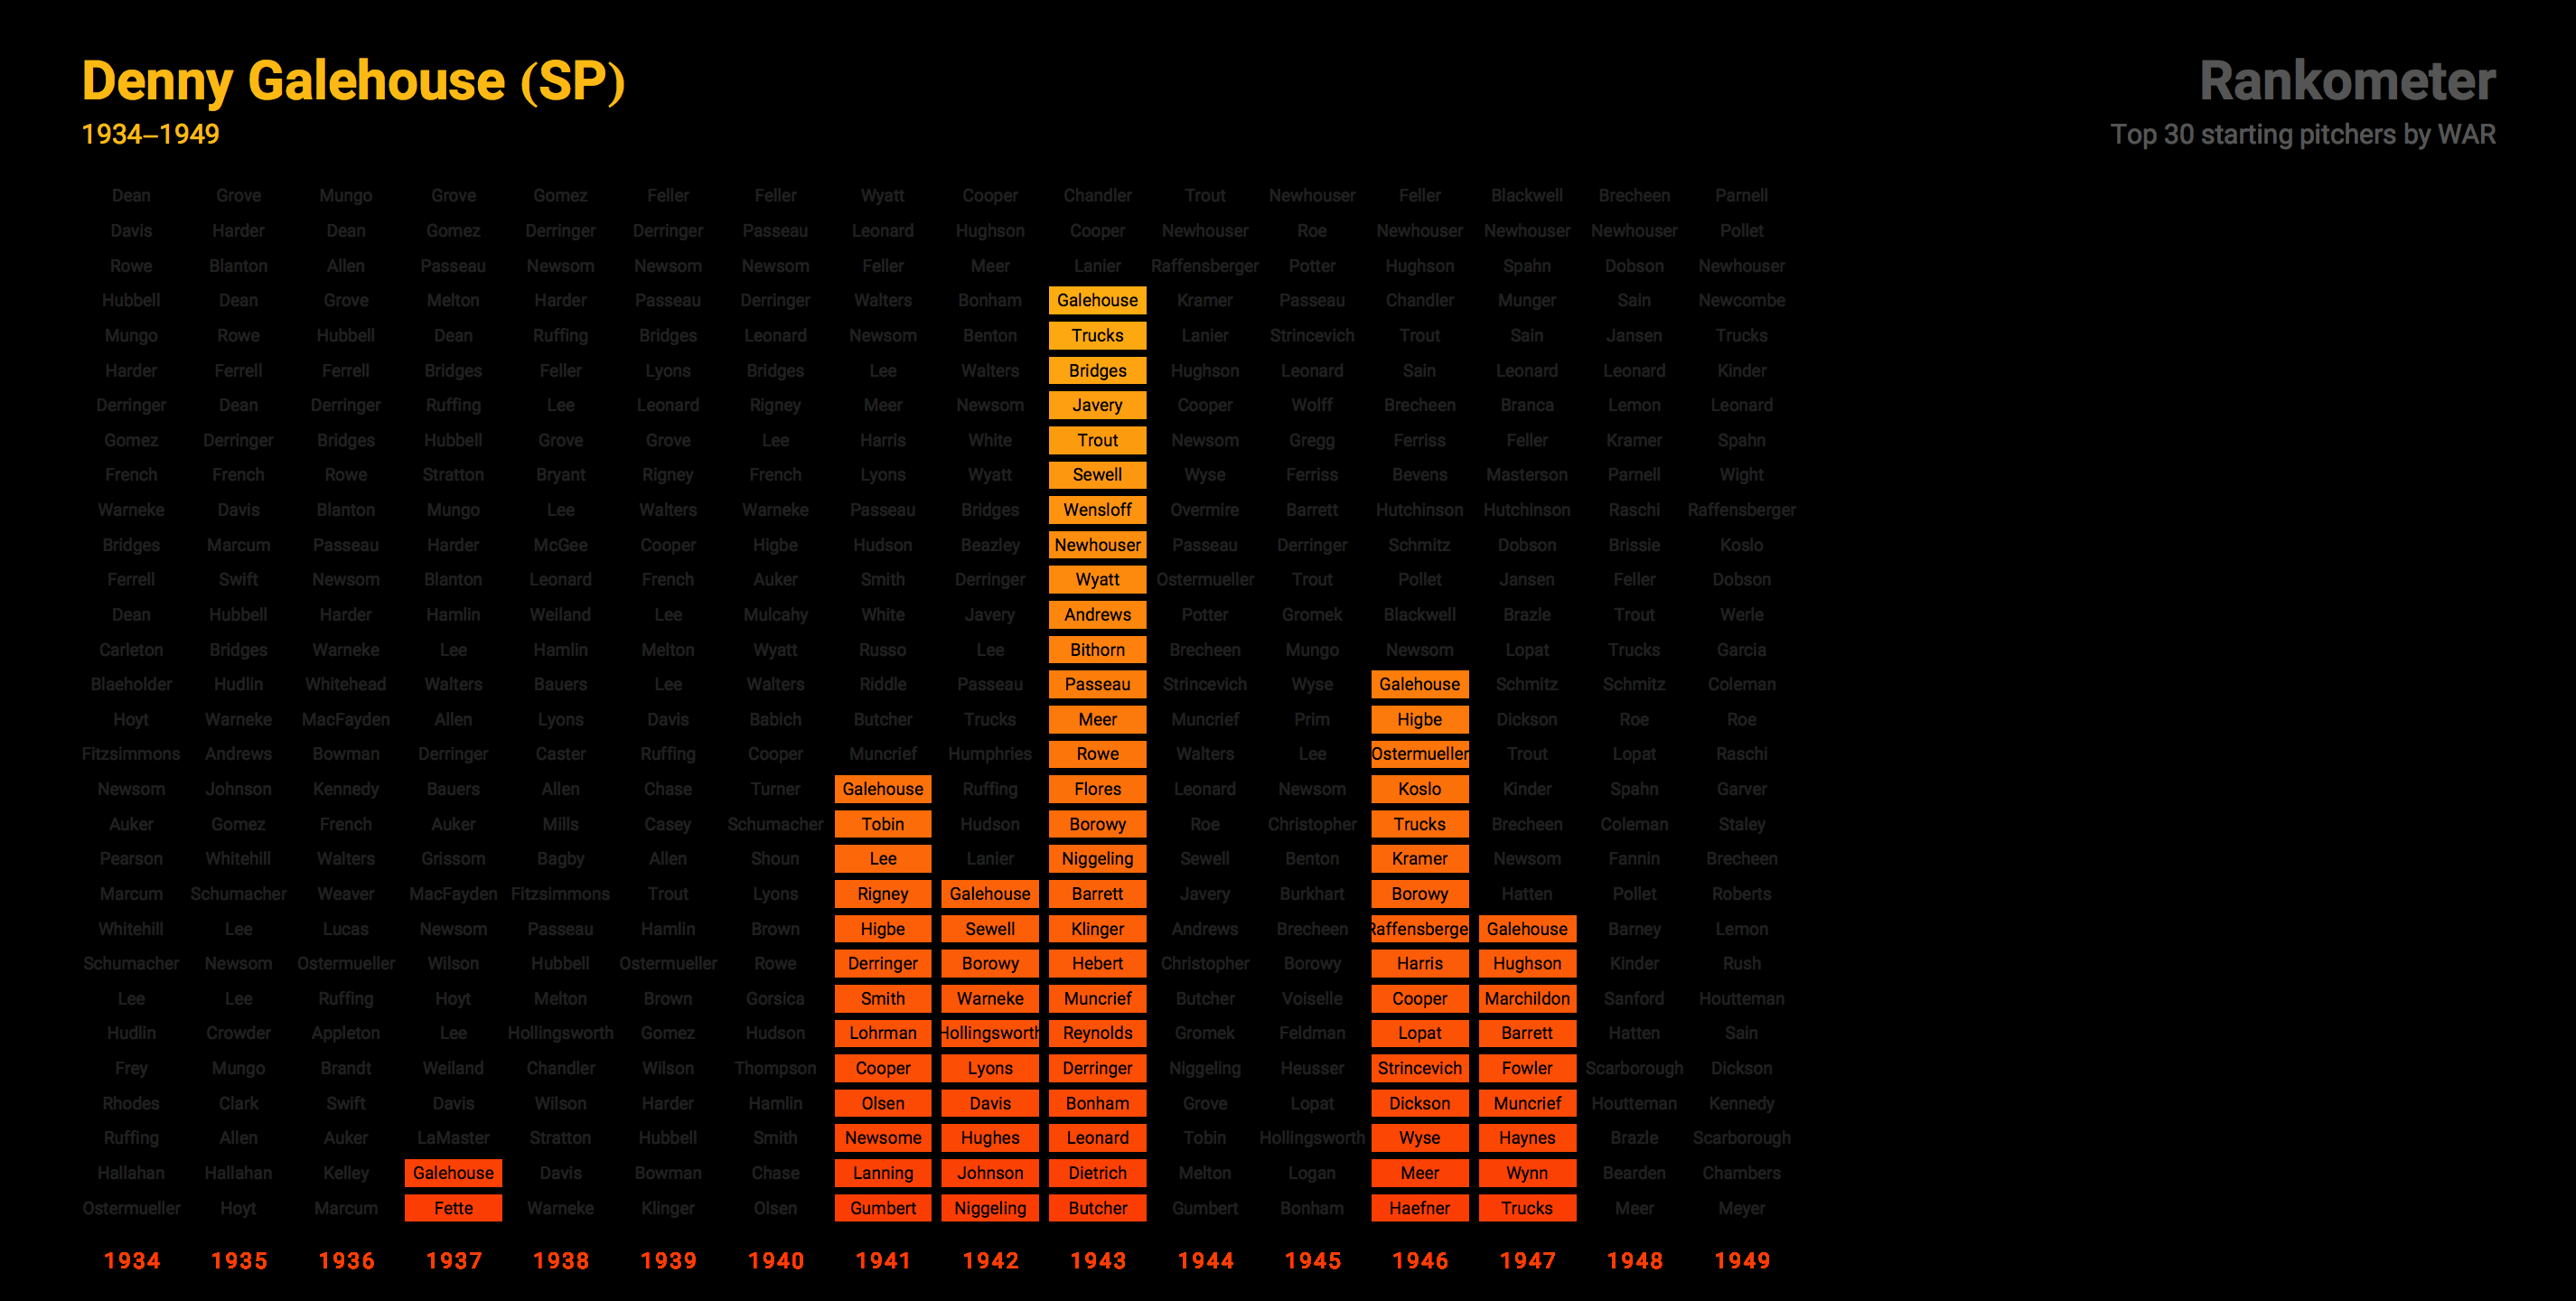 Denny Galehouse (SP)
1934–1949
Rankometer
Top 30 starting pitchers by WAR
Dean Grove Mungo Grove Gomez Feller Feller Wyatt Cooper Chandler Trout Newhouser Feller Blackwell Brecheen Parnell
Davis Harder Dean Gomez Derringer Derringer Passeau Leonard Hughson Cooper Newhouser Roe Newhouser Newhouser Newhouser Pollet
Rowe Blanton Allen Passeau Newsom Newsom Newsom Feller Meer Lanier Raffensberger Potter Hughson Spahn Dobson Newhouser
Hubbell Dean Grove Melton Harder Passeau Derringer Walters Bonham Galehouse Kramer Passeau Chandler Munger Sain Newcombe
Mungo Rowe Hubbell Dean Ruffing Bridges Leonard Newsom Benton Trucks Lanier Strincevich Trout Sain Jansen Trucks
Harder Ferrell Ferrell Bridges Feller Lyons Bridges Lee Walters Bridges Hughson Leonard Sain Leonard Leonard Kinder
Derringer Dean Derringer Ruffing Lee Leonard Rigney Meer Newsom Javery Cooper Wolff Brecheen Branca Lemon Leonard
Gomez Derringer Bridges Hubbell Grove Grove Lee Harris White Trout Newsom Gregg Ferriss Feller Kramer Spahn
French French Rowe Stratton Bryant Rigney French Lyons Wyatt Sewell Wyse Ferriss Bevens Masterson Parnell Wight
Warneke Davis Blanton Mungo Lee Walters Warneke Passeau Bridges Wensloff Overmire Barrett Hutchinson Hutchinson Raschi Raffensberger
Bridges Marcum Passeau Harder McGee Cooper Higbe Hudson Beazley Newhouser Passeau Derringer Schmitz Dobson Brissie Koslo
Ferrell Swift Newsom Blanton Leonard French Auker Smith Derringer Wyatt Ostermueller Trout Pollet Jansen Feller Dobson
Dean Hubbell Harder Hamlin Weiland Lee Mulcahy White Javery Andrews Potter Gromek Blackwell Brazle Trout Werle
Carleton Bridges Warneke Lee Hamlin Melton Wyatt Russo Lee Bithorn Brecheen Mungo Newsom Lopat Trucks Garcia
Blaeholder Hudlin Whitehead Walters Bauers Lee Walters Riddle Passeau Passeau Strincevich Wyse Galehouse Schmitz Schmitz Coleman
Hoyt Warneke MacFayden Allen Lyons Davis Babich Butcher Trucks Meer Muncrief Prim Higbe Dickson Roe Roe
Fitzsimmons Andrews Bowman Derringer Caster Ruffing Cooper Muncrief Humphries Rowe Walters Lee Ostermueller Trout Lopat Raschi
Newsom Johnson Kennedy Bauers Allen Chase Turner Galehouse Ruffing Flores Leonard Newsom Koslo Kinder Spahn Garver
Auker Gomez French Auker Mills Casey Schumacher Tobin Hudson Borowy Roe Christopher Trucks Brecheen Coleman Staley
Pearson Whitehill Walters Grissom Bagby Allen Shoun Lee Lanier Niggeling Sewell Benton Kramer Newsom Fannin Brecheen
Marcum Schumacher Weaver MacFayden Fitzsimmons Trout Lyons Rigney Galehouse Barrett Javery Burkhart Borowy Hatten Pollet Roberts
Whitehill Lee Lucas Newsom Passeau Hamlin Brown Higbe Sewell Klinger Andrews Brecheen Raffensberge Galehouse Barney Lemon
Schumacher Newsom Ostermueller Wilson Hubbell Ostermueller Rowe Derringer Borowy Hebert Christopher Borowy Harris Hughson Kinder Rush
Lee Lee Ruffing Hoyt Melton Brown Gorsica Smith Warneke Muncrief Butcher Voiselle Cooper Marchildon Sanford Houtteman
Hudlin Crowder Appleton Lee Hollingsworth Gomez Hudson Lohrman Hollingsworth Reynolds Gromek Feldman Lopat Barrett Hatten Sain
Frey Mungo Brandt Weiland Chandler Wilson Thompson Cooper Lyons Derringer Niggeling Heusser Strincevich Fowler Scarborough Dickson
Rhodes Clark Swift Davis Wilson Harder Hamlin Olsen Davis Bonham Grove Lopat Dickson Muncrief Houtteman Kennedy
Ruffing Allen Auker LaMaster Stratton Hubbell Smith Newsome Hughes Leonard Tobin Hollingsworth Wyse Haynes Brazle Scarborough
Hallahan Hallahan Kelley Galehouse Davis Bowman Chase Lanning Johnson Dietrich Melton Logan Meer Wynn Bearden Chambers
Ostermueller Hoyt Marcum Fette Warneke Klinger Olsen Gumbert Niggeling Butcher Gumbert Bonham Haefner Trucks Meer Meyer
1934 1935 1936 1937 1938 1939 1940 1941 1942 1943 1944 1945 1946 1947 1948 1949